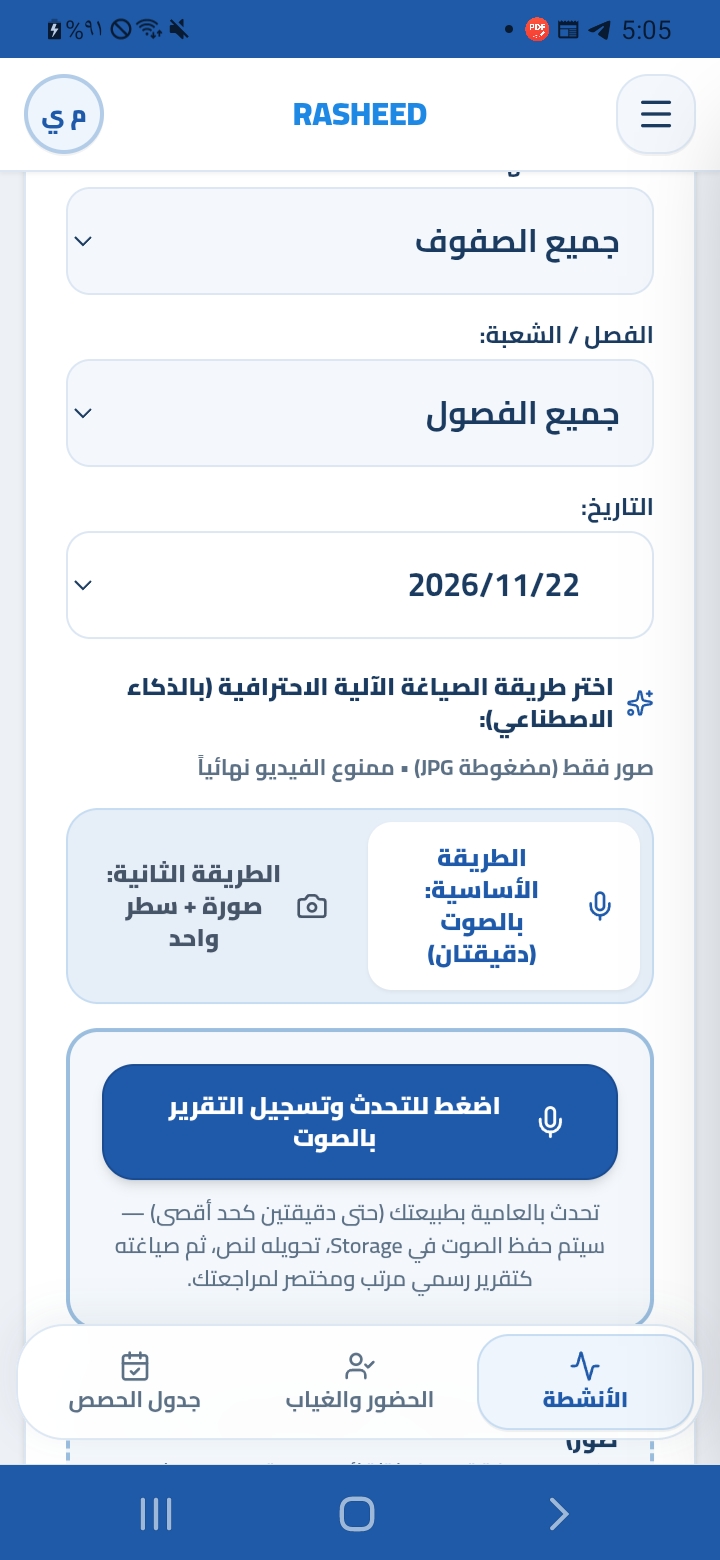 5:05
%٩١
RASHEED
م ي
جميع الصفوف
الفصل / الشعبة:
جميع الفصول
التاريخ:
2026/11/22
اختر طريقة الصياغة الآلية الاحترافية (بالذكاء
الاصطناعي):
صور فقط (مضغوطة JPG) • ممنوع الفيديو نهائياً
الطريقة
الأساسية:
بالصوت
(دقيقتان)
الطريقة الثانية:
صورة + سطر
واحد
اضغط للتحدث وتسجيل التقرير
بالصوت
تحدث بالعامية بطبيعتك (حتى دقيقتين كحد أقصى) —
سيتم حفظ الصوت في Storage، تحويله لنص، ثم صياغته
كتقرير رسمي مرتب ومختصر لمراجعتك.
الأنشطة
الحضور والغياب
جدول الحصص
صور)